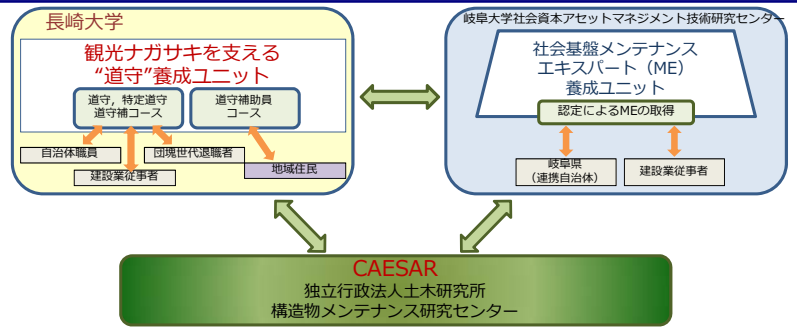 長崎大学
観光ナガサキを支える
“道守”養成ユニット
道守，特定道守
道守補コース
道守補助員
コース
自治体職員
団塊世代退職者
建設業従事者
地域住民
岐阜大学社会資本アセットマネジメント技術研究センター
社会基盤メンテナンス
エキスパート（ME）
養成ユニット
認定によるMEの取得
岐阜県
（連携自治体）
建設業従事者
CAESAR
独立行政法人土木研究所
構造物メンテナンス研究センター